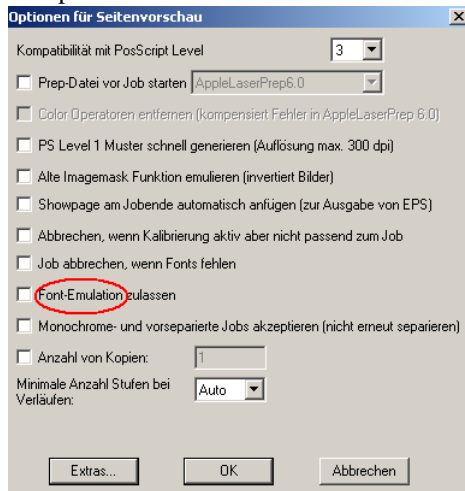 Optionen für Seitenvorschau
Kompatibilität mit PosScript Level 3
Prep-Datei vor Job starten AppleLaserPrep6.0
Color Operatoren entfernen (kompensiert Fehler in AppleLaserPrep 6.0)
PS Level 1 Muster schnell generieren (Auflösung max. 300 dpi)
Alte Imagemask Funktion emulieren (invertiert Bilder)
Showpage am Jobende automatisch anfügen (zur Ausgabe von EPS)
Abbrechen, wenn Kalibrierung aktiv aber nicht passend zum Job
Job abbrechen, wenn Fonts fehlen
Font-Emulation zulassen
Monochrome- und vorseparierte Jobs akzeptieren (nicht erneut separieren)
Anzahl von Kopien: 1
Minimale Anzahl Stufen bei
Verläufen: Auto
Extras... OK Abbrechen